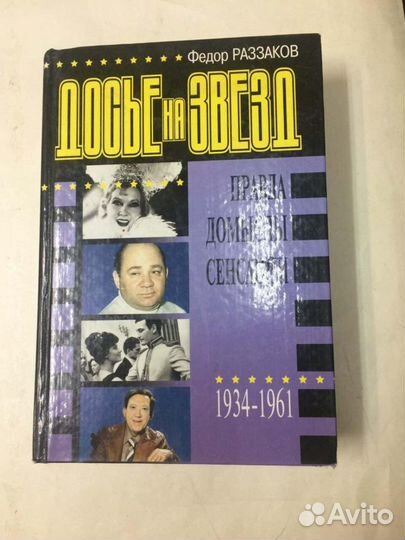 Федор РАЗЗАКОВ
ДОСЬЕ НА ЗВЕЗД
ПРАВДА
ДОМЫСЛЫ
СЕНСАЦИИ
1934-1961
Avito